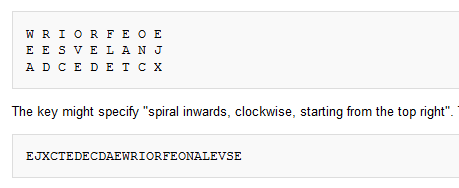 W R I O R F E O E
E E S V E L A N J
A D C E D E T C X
The key might specify "spiral inwards, clockwise, starting from the top right".
EJXCTEDECDAEWRIORFEONALEVSE